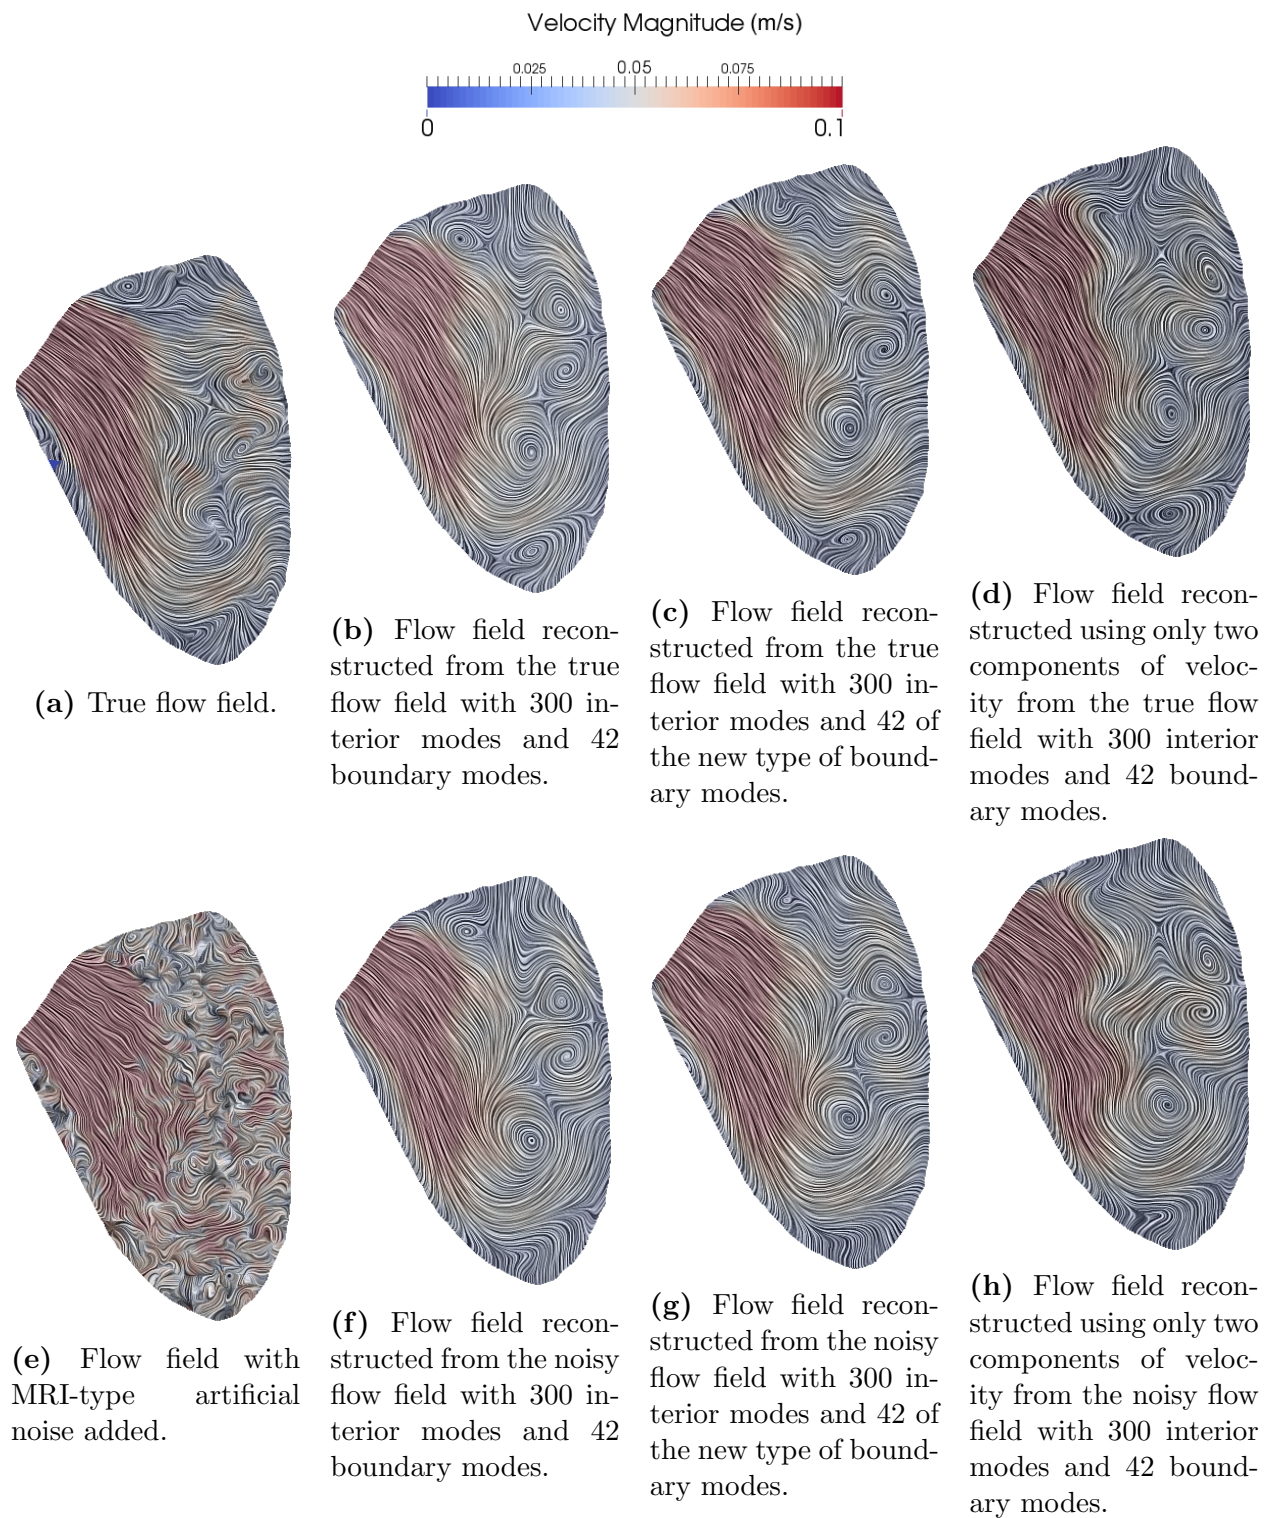 Velocity Magnitude (m/s)
0.025 0.05 0.075
0 0.1
(a) True flow field.
(b) Flow field recon-
structed from the true
flow field with 300 in-
terior modes and 42
boundary modes.
(c) Flow field recon-
structed from the true
flow field with 300 in-
terior modes and 42 of
the new type of bound-
ary modes.
(d) Flow field recon-
structed using only two
components of veloc-
ity from the true flow
field with 300 interior
modes and 42 bound-
ary modes.
(e) Flow field with
MRI-type artificial
noise added.
(f) Flow field recon-
structed from the noisy
flow field with 300 in-
terior modes and 42
boundary modes.
(g) Flow field recon-
structed from the noisy
flow field with 300 in-
terior modes and 42 of
the new type of bound-
ary modes.
(h) Flow field recon-
structed using only two
components of veloc-
ity from the noisy flow
field with 300 interior
modes and 42 bound-
ary modes.